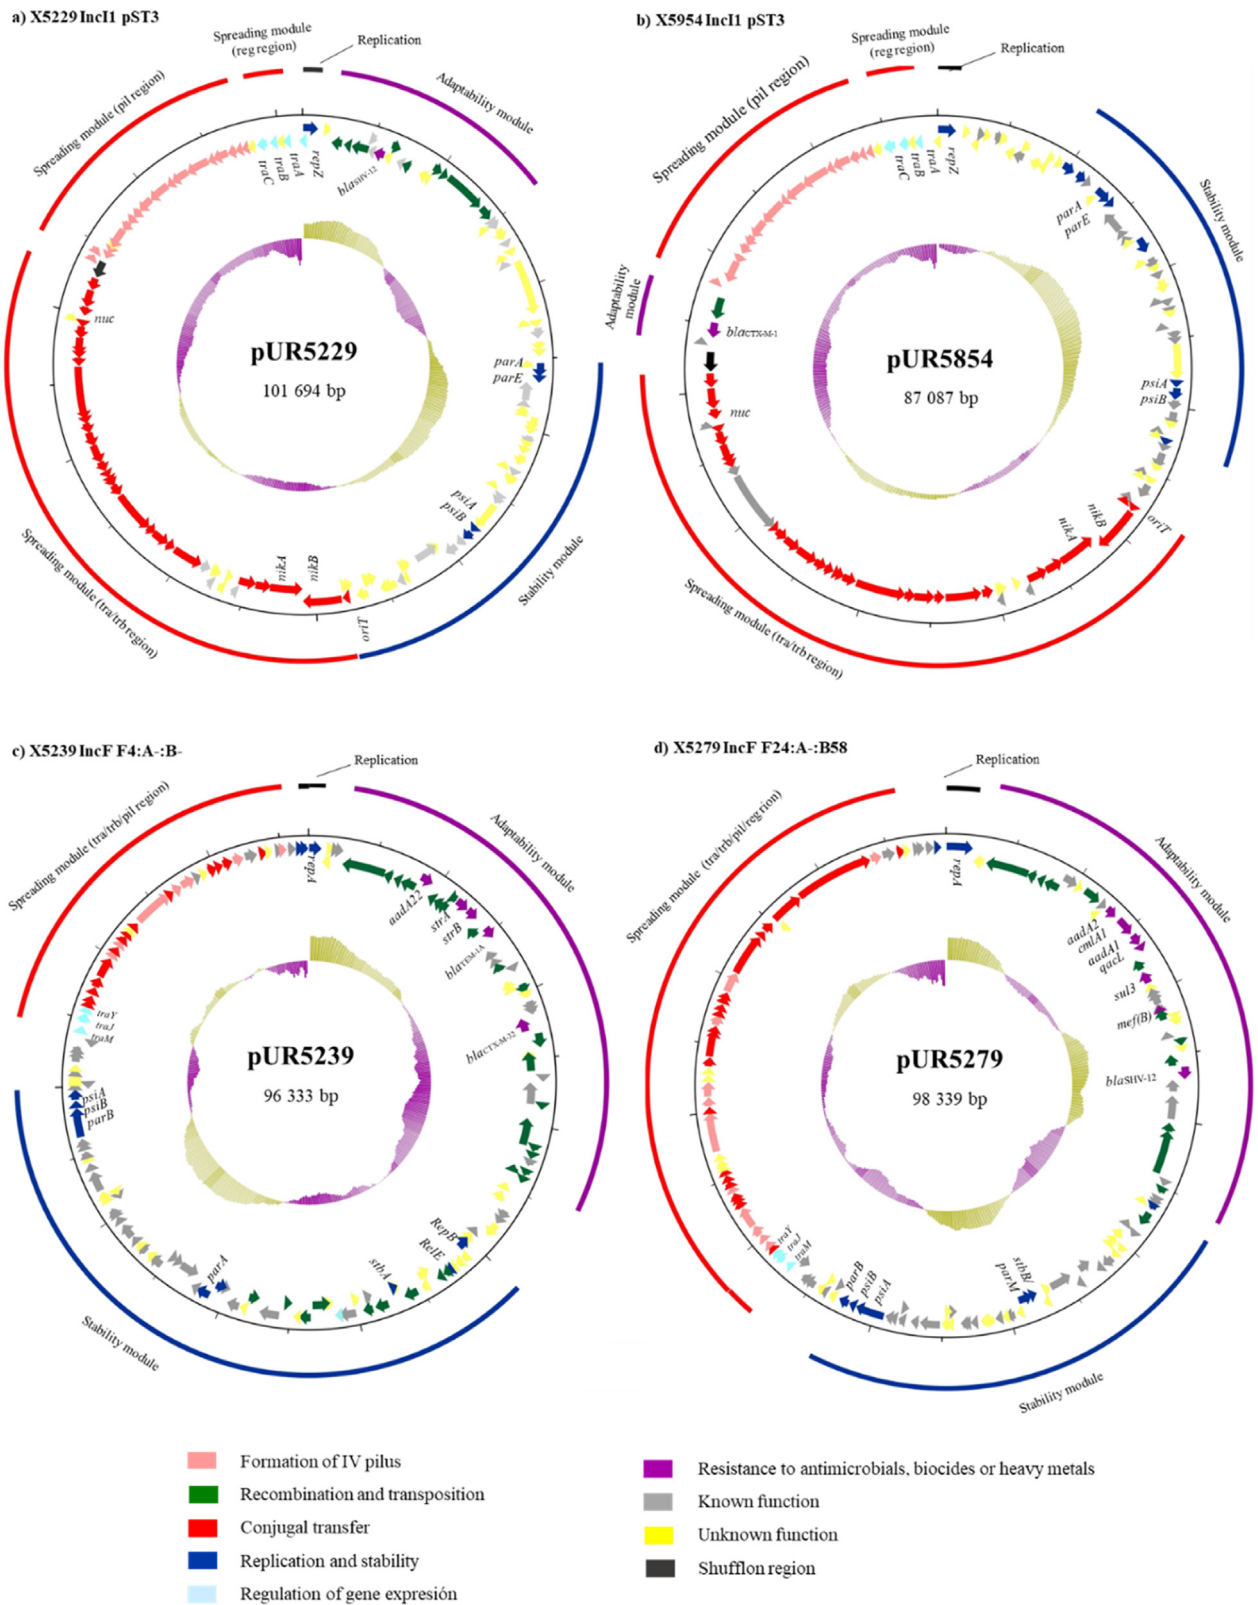 a) X5229 IncI1 pST3
Spreading module
(reg region)
Replication
Spreading module (pil region)
Adaptability module
traC
traB
traA
repZ
blaSHV-12
nuc
pUR5229
101 694 bp
parA
parE
psiA
psiB
nikA
nikB
oriT
Spreading module (tra/trb region)
Stability module
b) X5954 IncI1 pST3
Spreading module
(reg region)
Replication
Spreading module (pil region)
Stability module
traC
traB
traA
repZ
parA
parE
Adaptability
module
blaCTX-M-1
nuc
pUR5854
87 087 bp
psiA
psiB
nikA
nikB
oriT
Spreading module (tra/trb region)
c) X5239 IncF F4:A-:B-
Replication
Spreading module (tra/trb/pil region)
Adaptability module
repA
aadA22
strA
strB
blaTEM-1A
blaCTX-M-32
traY
traJ
traM
psiA
psiB
parB
pUR5239
96 333 bp
RepB
RelE
stbA
parA
Stability module
d) X5279 IncF F24:A-:B58
Replication
Spreading module (tra/trb/pil/reg rion)
Adaptability module
repA
aadA2
cmlA1
aadA1
qacL
sul3
mef(B)
blaSHV-12
pUR5279
98 339 bp
traY
traJ
traM
parB
psiB
psiA
stbB/
parM
Stability module
Formation of IV pilus
Recombination and transposition
Conjugal transfer
Replication and stability
Regulation of gene expresión
Resistance to antimicrobials, biocides or heavy metals
Known function
Unknown function
Shufflon region